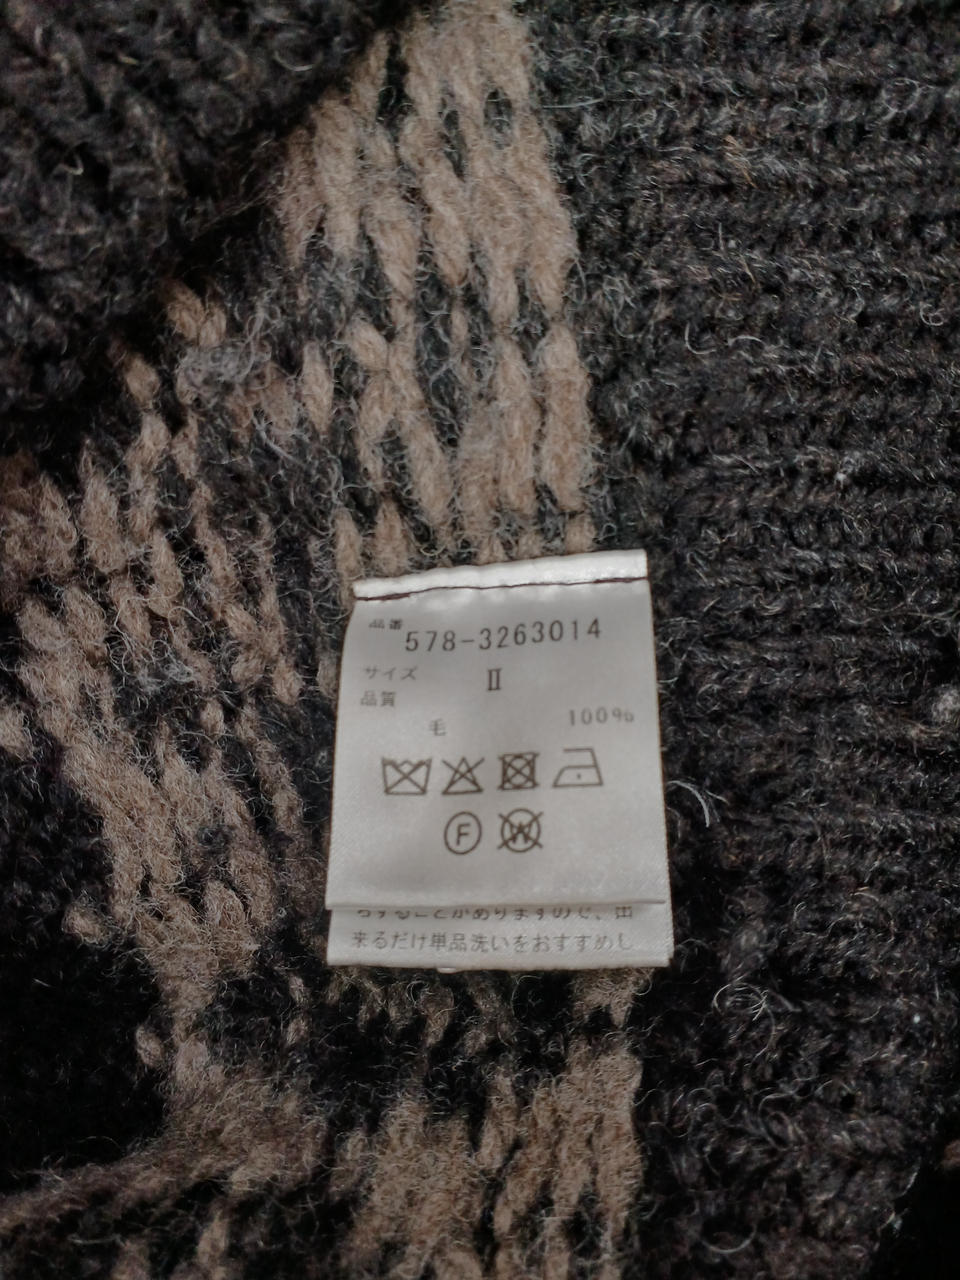 品番
578-3263014
サイズ Ⅱ
品質
毛 100%
F W
らすることがありますので、出
来るだけ単品洗いをおすすめし